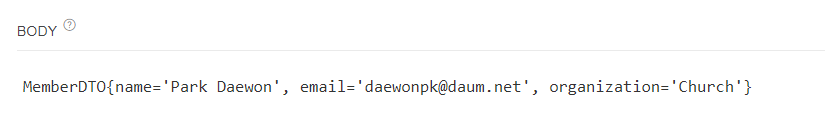 BODY ?
MemberDTO{name='Park Daewon', email='daewonpk@daum.net', organization='Church'}